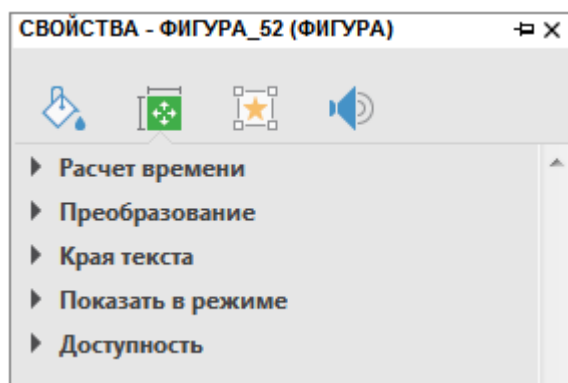 СВОЙСТВА - ФИГУРА_52 (ФИГУРА)
Расчет времени
Преобразование
Края текста
Показать в режиме
Доступность